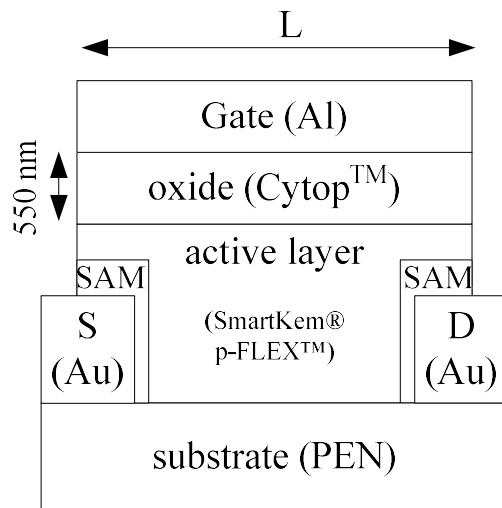 L
Gate (Al)
550 nm
oxide (Cytop™)
active layer
SAM
SAM
S
(Au)
(SmartKem®
p-FLEX™)
D
(Au)
substrate (PEN)